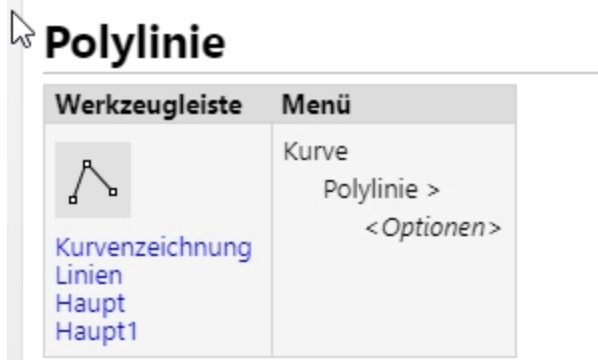 Polylinie
Werkzeugleiste Menü
Kurve
Polylinie >
<Optionen>
Kurvenzeichnung
Linien
Haupt
Haupt1